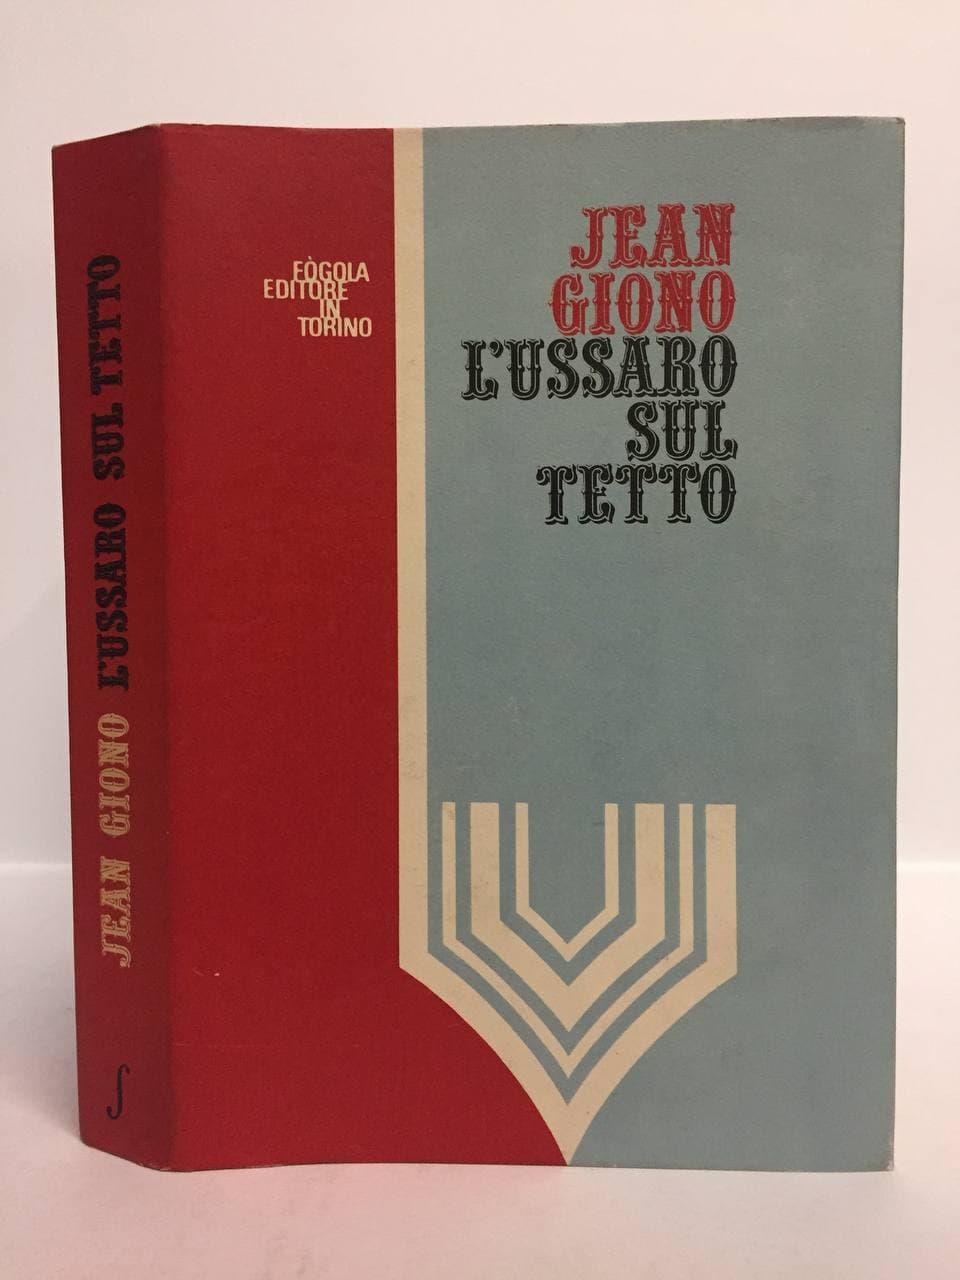 JEAN GIONO L'USSARO SUL TETTO
ʃ
FÒGOLA
EDITORE
IN
TORINO
JEAN
GIONO
L'USSARO
SUL
TETTO